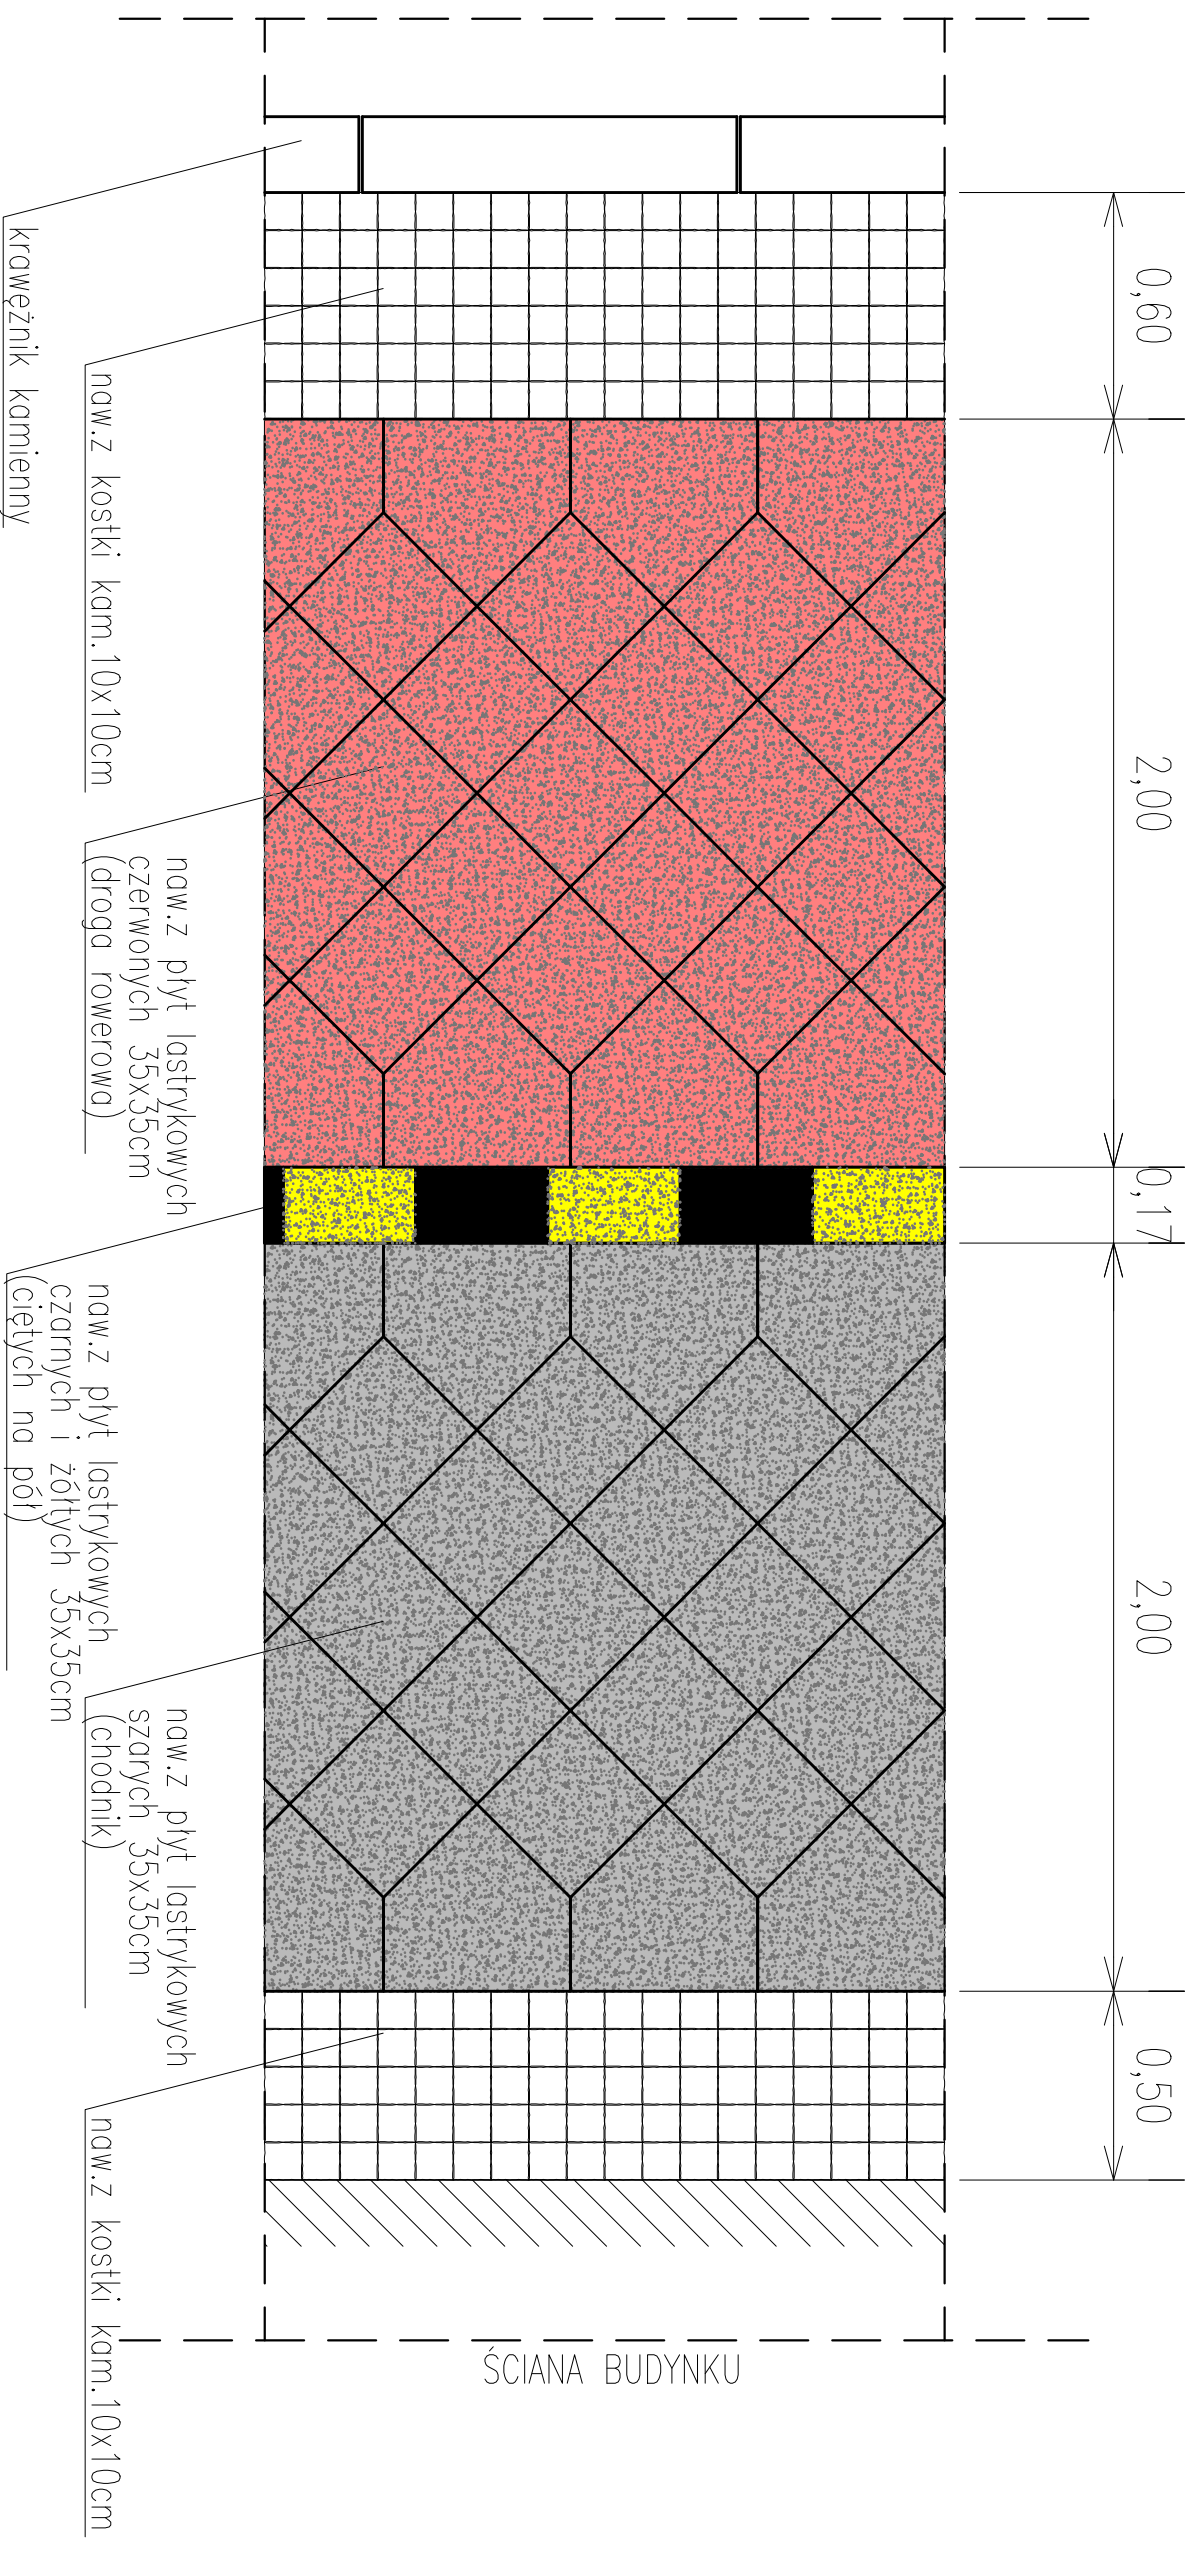 0,60
2,00
0,17
2,00
0,50
krawężnik kamienny
naw.z kostki kam.10x10cm
naw.z płyt lastrykowych
czerwonych 35x35cm
(droga rowerowa)
naw.z płyt lastrykowych
czarnych i żółtych 35x35cm
(ciętych na pół)
naw.z płyt lastrykowych
szarych 35x35cm
(chodnik)
naw.z kostki kam.10x10cm
ŚCIANA BUDYNKU